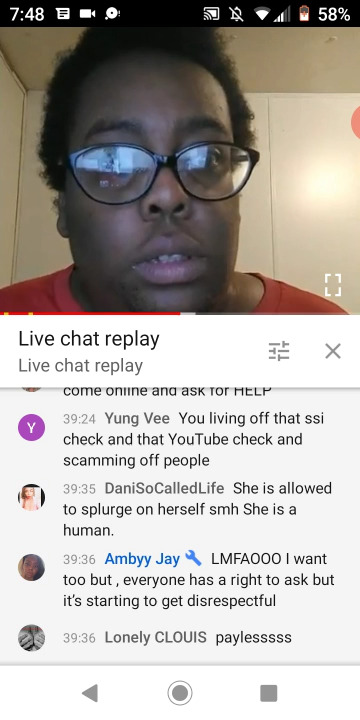 7:48
58%
Live chat replay
Live chat replay
come online and ask for HELP
Y
39:24 Yung Vee You living off that ssi
check and that YouTube check and
scamming off people
39:35 DaniSoCalledLife She is allowed
to splurge on herself smh She is a
human.
39:36 Ambyy Jay LMFAOOO I want
too but , everyone has a right to ask but
it’s starting to get disrespectful
39:36 Lonely CLOUIS paylesssss